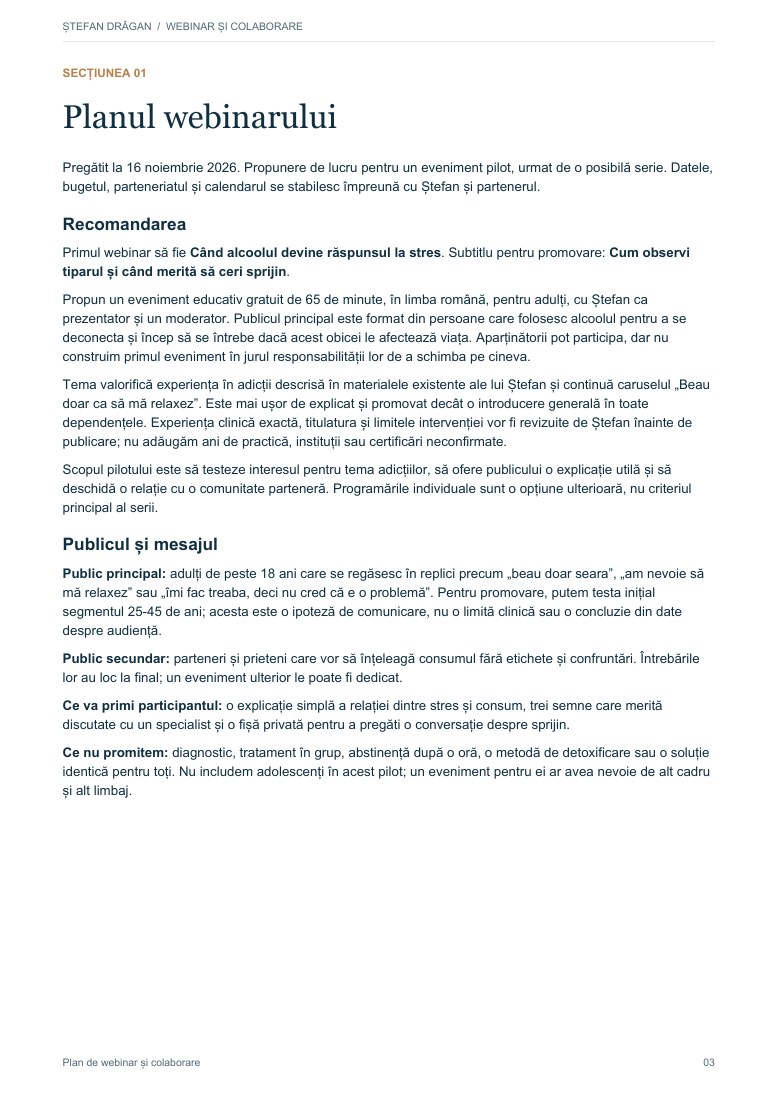 ȘTEFAN DRĂGAN / WEBINAR ȘI COLABORARE
SECȚIUNEA 01
Planul webinarului
Pregătit la 16 noiembrie 2026. Propunere de lucru pentru un eveniment pilot, urmat de o posibilă serie. Datele,
bugetul, parteneriatul și calendarul se stabilesc împreună cu Ștefan și partenerul.
Recomandarea
Primul webinar să fie Când alcoolul devine răspunsul la stres. Subtitlu pentru promovare: Cum observi
tiparul și când merită să ceri sprijin.
Propun un eveniment educativ gratuit de 65 de minute, în limba română, pentru adulți, cu Ștefan ca
prezentator și un moderator. Publicul principal este format din persoane care folosesc alcoolul pentru a se
deconecta și încep să se întrebe dacă acest obicei le afectează viața. Aparținătorii pot participa, dar nu
construim primul eveniment în jurul responsabilității lor de a schimba pe cineva.
Tema valorifică experiența în adicții descrisă în materialele existente ale lui Ștefan și continuă caruselul „Beau
doar ca să mă relaxez”. Este mai ușor de explicat și promovat decât o introducere generală în toate
dependențele. Experiența clinică exactă, titulatura și limitele intervenției vor fi revizuite de Ștefan înainte de
publicare; nu adăugăm ani de practică, instituții sau certificări neconfirmate.
Scopul pilotului este să testeze interesul pentru tema adicțiilor, să ofere publicului o explicație utilă și să
deschidă o relație cu o comunitate parteneră. Programările individuale sunt o opțiune ulterioară, nu criteriul
principal al serii.
Publicul și mesajul
Public principal: adulți de peste 18 ani care se regăsesc în replici precum „beau doar seara”, „am nevoie să
mă relaxez” sau „îmi fac treaba, deci nu cred că e o problemă”. Pentru promovare, putem testa inițial
segmentul 25-45 de ani; acesta este o ipoteză de comunicare, nu o limită clinică sau o concluzie din date
despre audiență.
Public secundar: parteneri și prieteni care vor să înțeleagă consumul fără etichete și confruntări. Întrebările
lor au loc la final; un eveniment ulterior le poate fi dedicat.
Ce va primi participantul: o explicație simplă a relației dintre stres și consum, trei semne care merită
discutate cu un specialist și o fișă privată pentru a pregăti o conversație despre sprijin.
Ce nu promitem: diagnostic, tratament în grup, abstinență după o oră, o metodă de detoxificare sau o soluție
identică pentru toți. Nu includem adolescenți în acest pilot; un eveniment pentru ei ar avea nevoie de alt cadru
și alt limbaj.
Plan de webinar și colaborare
03